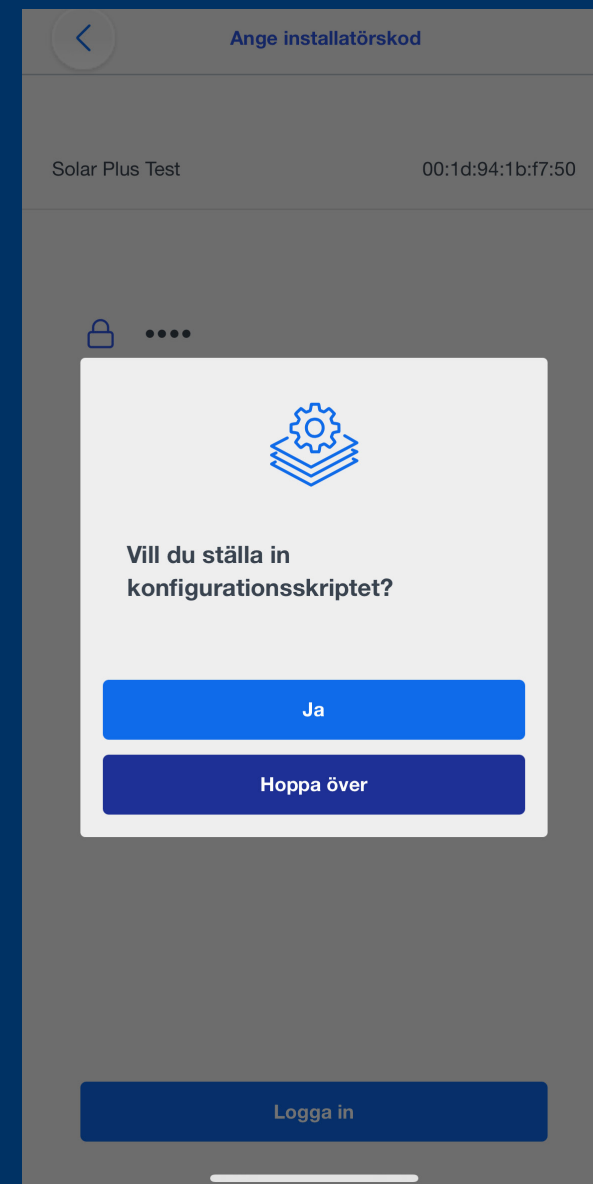 Ange installatörskod
Solar Plus Test 00:1d:94:1b:f7:50
••••
Vill du ställa in
konfigurationsskriptet?
Ja
Hoppa över
Logga in